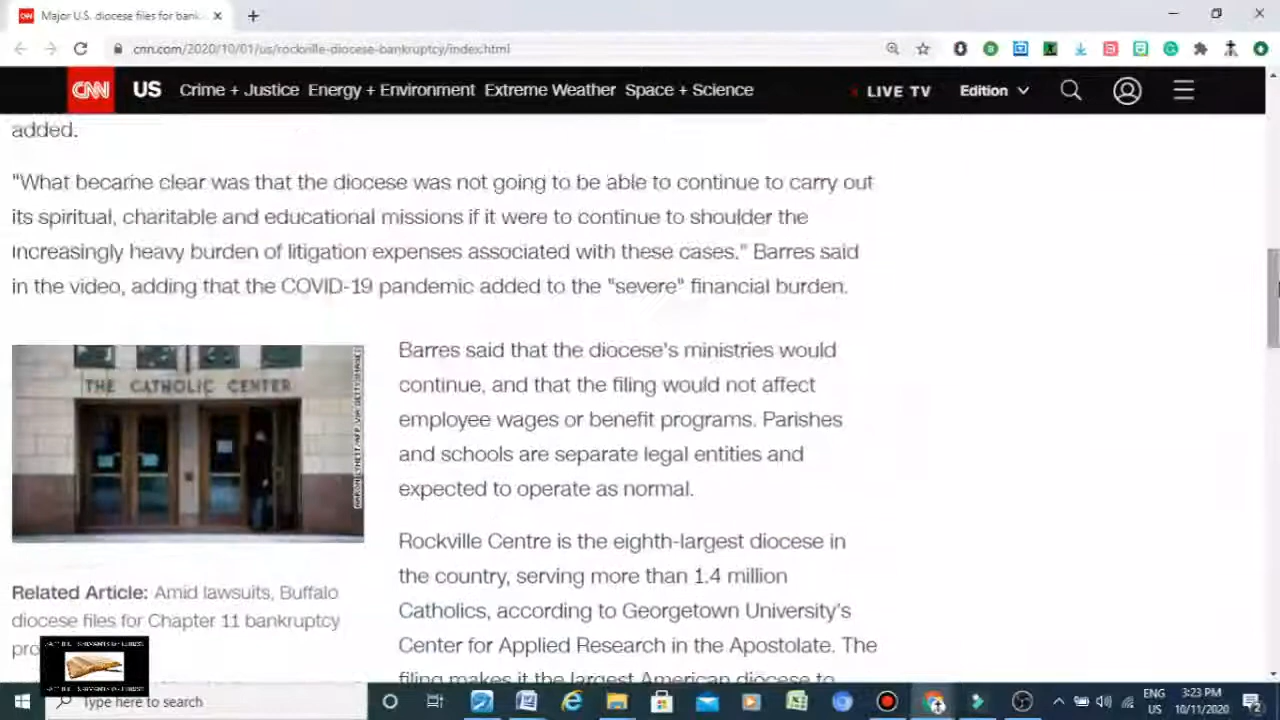 Major U.S. diocese files for bank
cnn.com/2020/10/01/us/rockville-diocese-bankruptcy/index.html
CNN US Crime + Justice Energy + Environment Extreme Weather Space + Science LIVE TV Edition
added.
"What became clear was that the diocese was not going to be able to continue to carry out
its spiritual, charitable and educational missions if it were to continue to shoulder the
increasingly heavy burden of litigation expenses associated with these cases." Barres said
in the video, adding that the COVID-19 pandemic added to the "severe" financial burden.
THE CATHOLIC CENTER
Related Article: Amid lawsuits, Buffalo
diocese files for Chapter 11 bankruptcy
Barres said that the diocese's ministries would
continue, and that the filing would not affect
employee wages or benefit programs. Parishes
and schools are separate legal entities and
expected to operate as normal.
Rockville Centre is the eighth-largest diocese in
the country, serving more than 1.4 million
Catholics, according to Georgetown University's
Center for Applied Research in the Apostolate. The
filing makes it the largest American diocese to
Type here to search
ENG
US
3:23 PM
10/11/2020
2